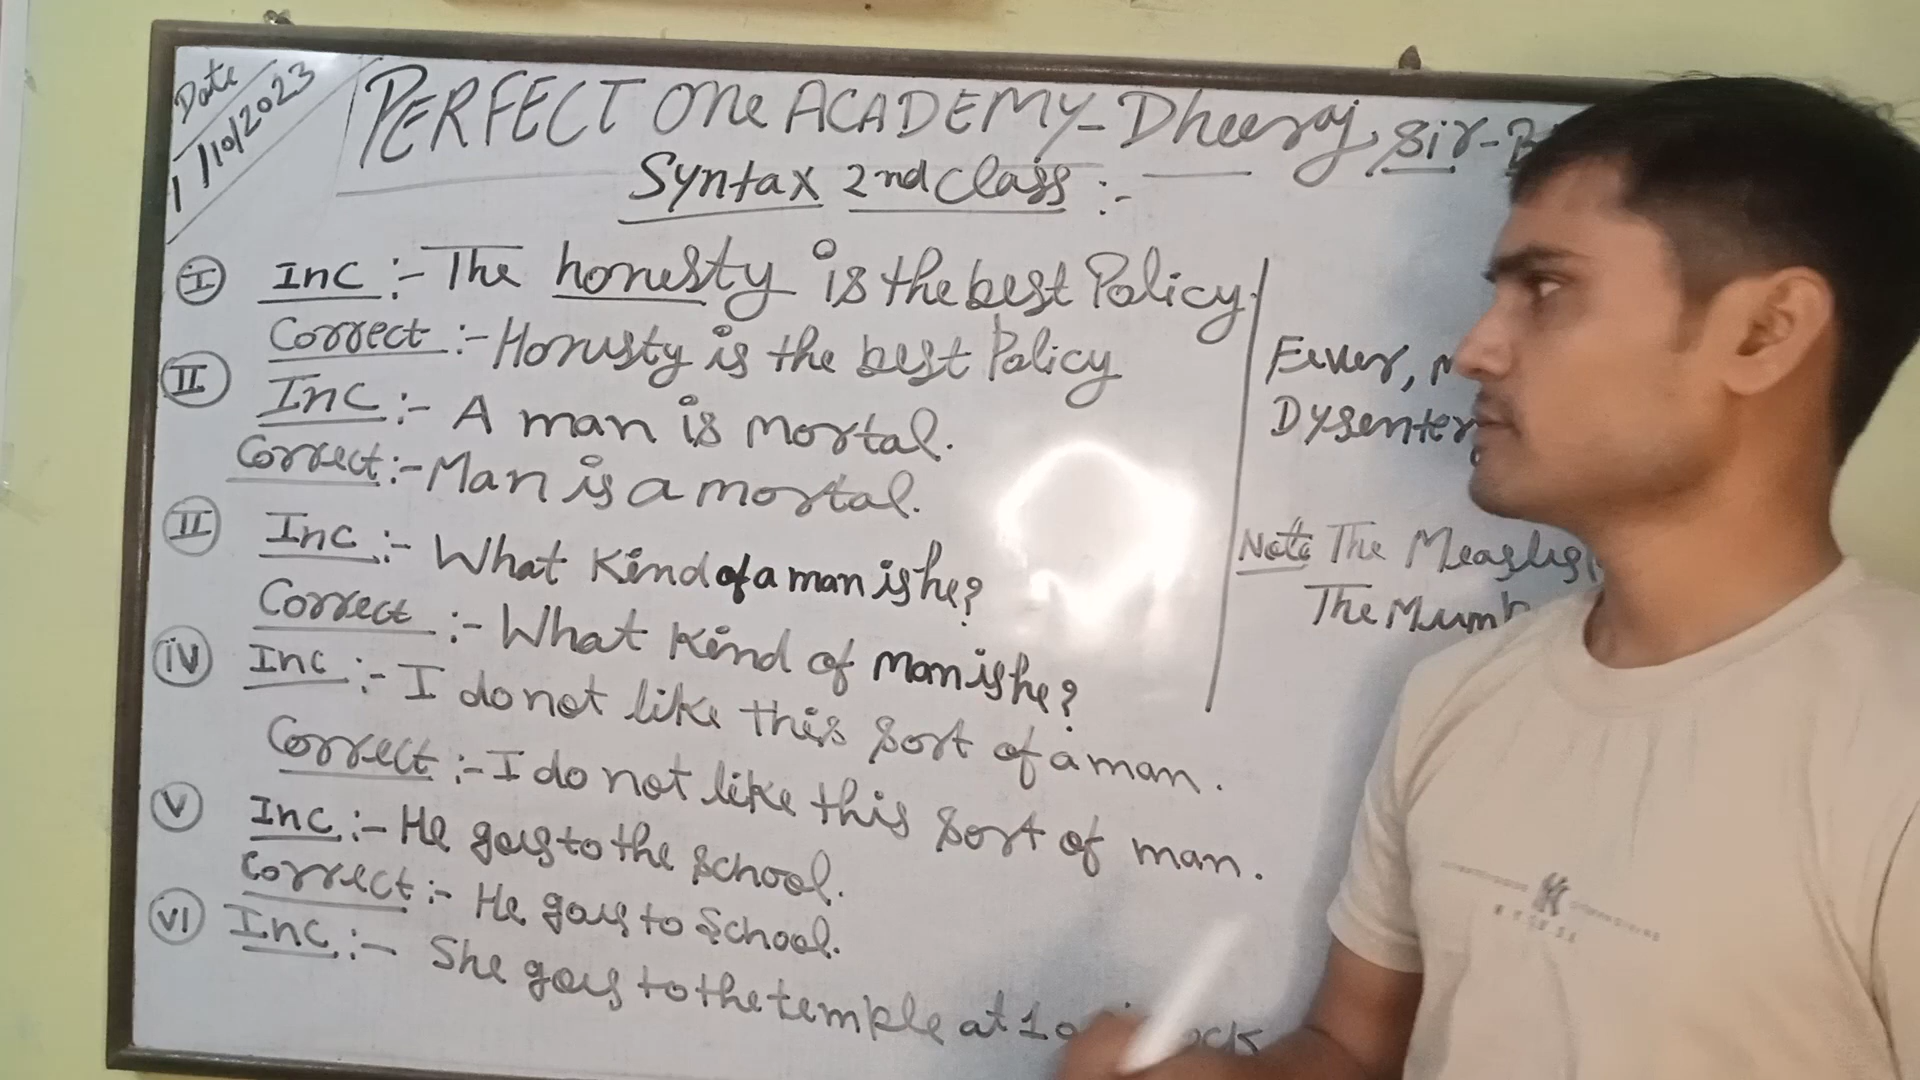 Date
1/10/2023
PERFECT One ACADEMY - Dheeraj Sir -
Syntax 2nd Class :-
I Inc :- The honesty is the best Policy.
Correct :- Honesty is the best Policy
II Inc :- A man is mortal.
Correct :- Man is a mortal.
II Inc :- What Kind of a man is he?
Correct :- What Kind of man is he?
iv Inc :- I do not like this sort of a man.
Correct :- I do not like this sort of man.
V Inc :- He goes to the school.
Correct :- He goes to School.
VI Inc :- She goes to the temple at
Fever,
Dysentery
Note The Measles
The